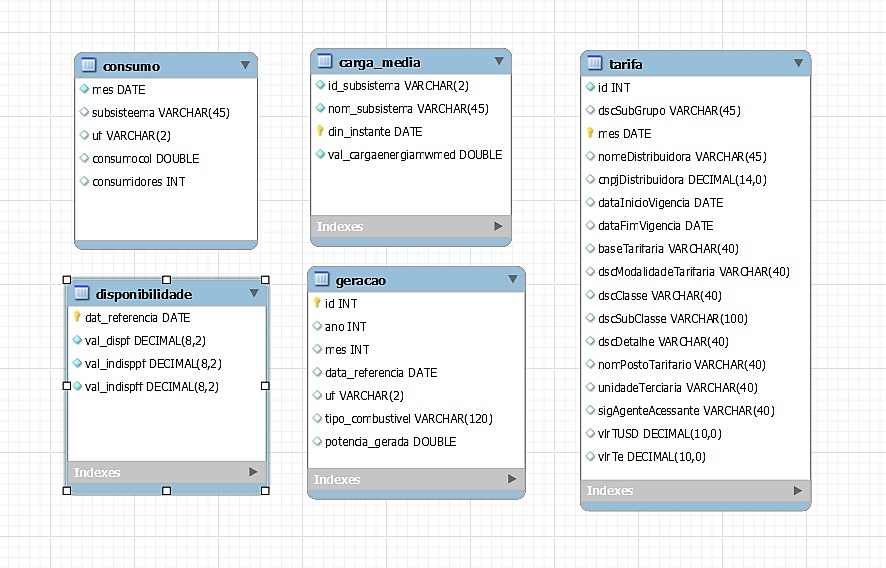 consumo
mes DATE
subsisteema VARCHAR(45)
uf VARCHAR(2)
consumocol DOUBLE
consumidores INT
carga_media
id_subsistema VARCHAR(2)
nom_subsistema VARCHAR(45)
din_instante DATE
val_cargaenergiamwmed DOUBLE
Indexes
tarifa
id INT
dscSubGrupo VARCHAR(45)
mes DATE
nomeDistribuidora VARCHAR(45)
cnpjDistribuidora DECIMAL(14,0)
dataInicioVigencia DATE
dataFimVigencia DATE
baseTarifaria VARCHAR(40)
dscModalidadeTarifaria VARCHAR(40)
dscClasse VARCHAR(40)
dscSubClasse VARCHAR(100)
dscDetalhe VARCHAR(40)
nomPostoTarifario VARCHAR(40)
unidadeTerciaria VARCHAR(40)
sigAgenteAcessante VARCHAR(40)
vlrTUSD DECIMAL(10,0)
vlrTe DECIMAL(10,0)
Indexes
disponibilidade
dat_referencia DATE
val_dispf DECIMAL(8,2)
val_indisppf DECIMAL(8,2)
val_indispff DECIMAL(8,2)
Indexes
geracao
id INT
ano INT
mes INT
data_referencia DATE
uf VARCHAR(2)
tipo_combustivel VARCHAR(120)
potencia_gerada DOUBLE
Indexes